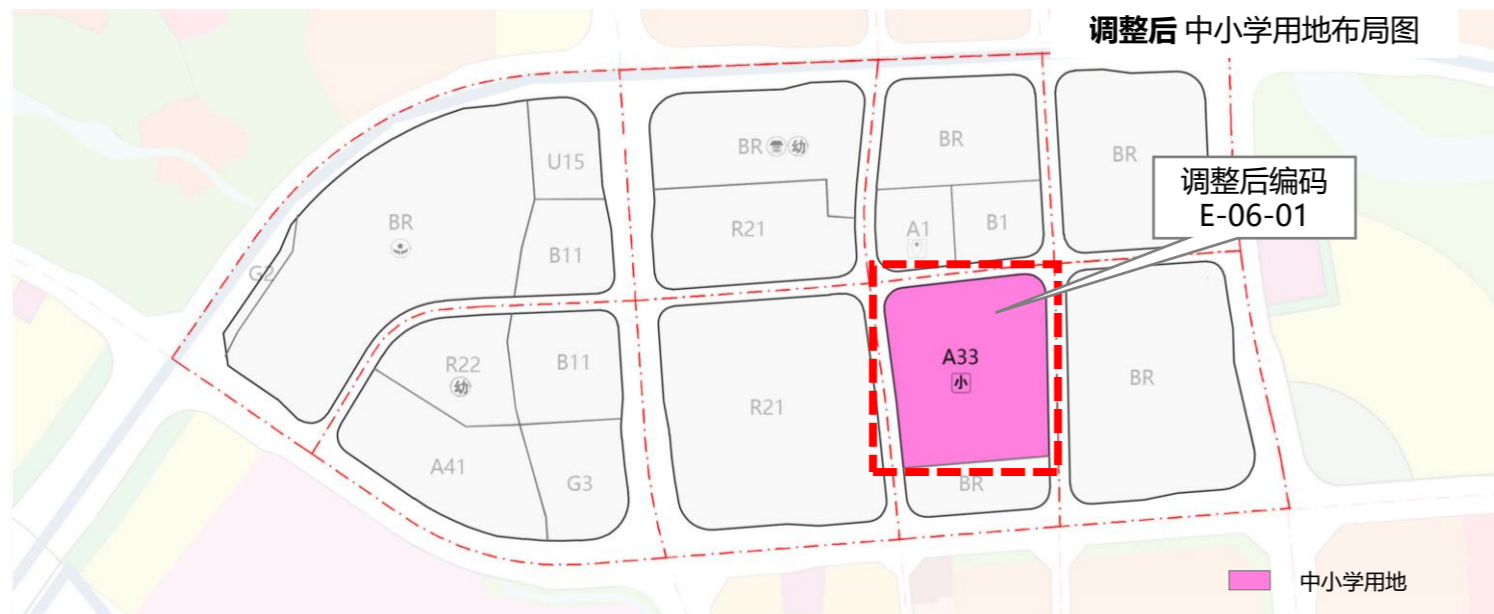 调整后 中小学用地布局图
BR
U15
BR 幼
BR
BR
调整后编码
E-06-01
R21
A1
B1
B11
G2
A33
小
R22
幼
B11
R21
BR
A41
G3
BR
中小学用地